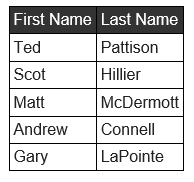 First Name Last Name
Ted Pattison
Scot Hillier
Matt McDermott
Andrew Connell
Gary LaPointe